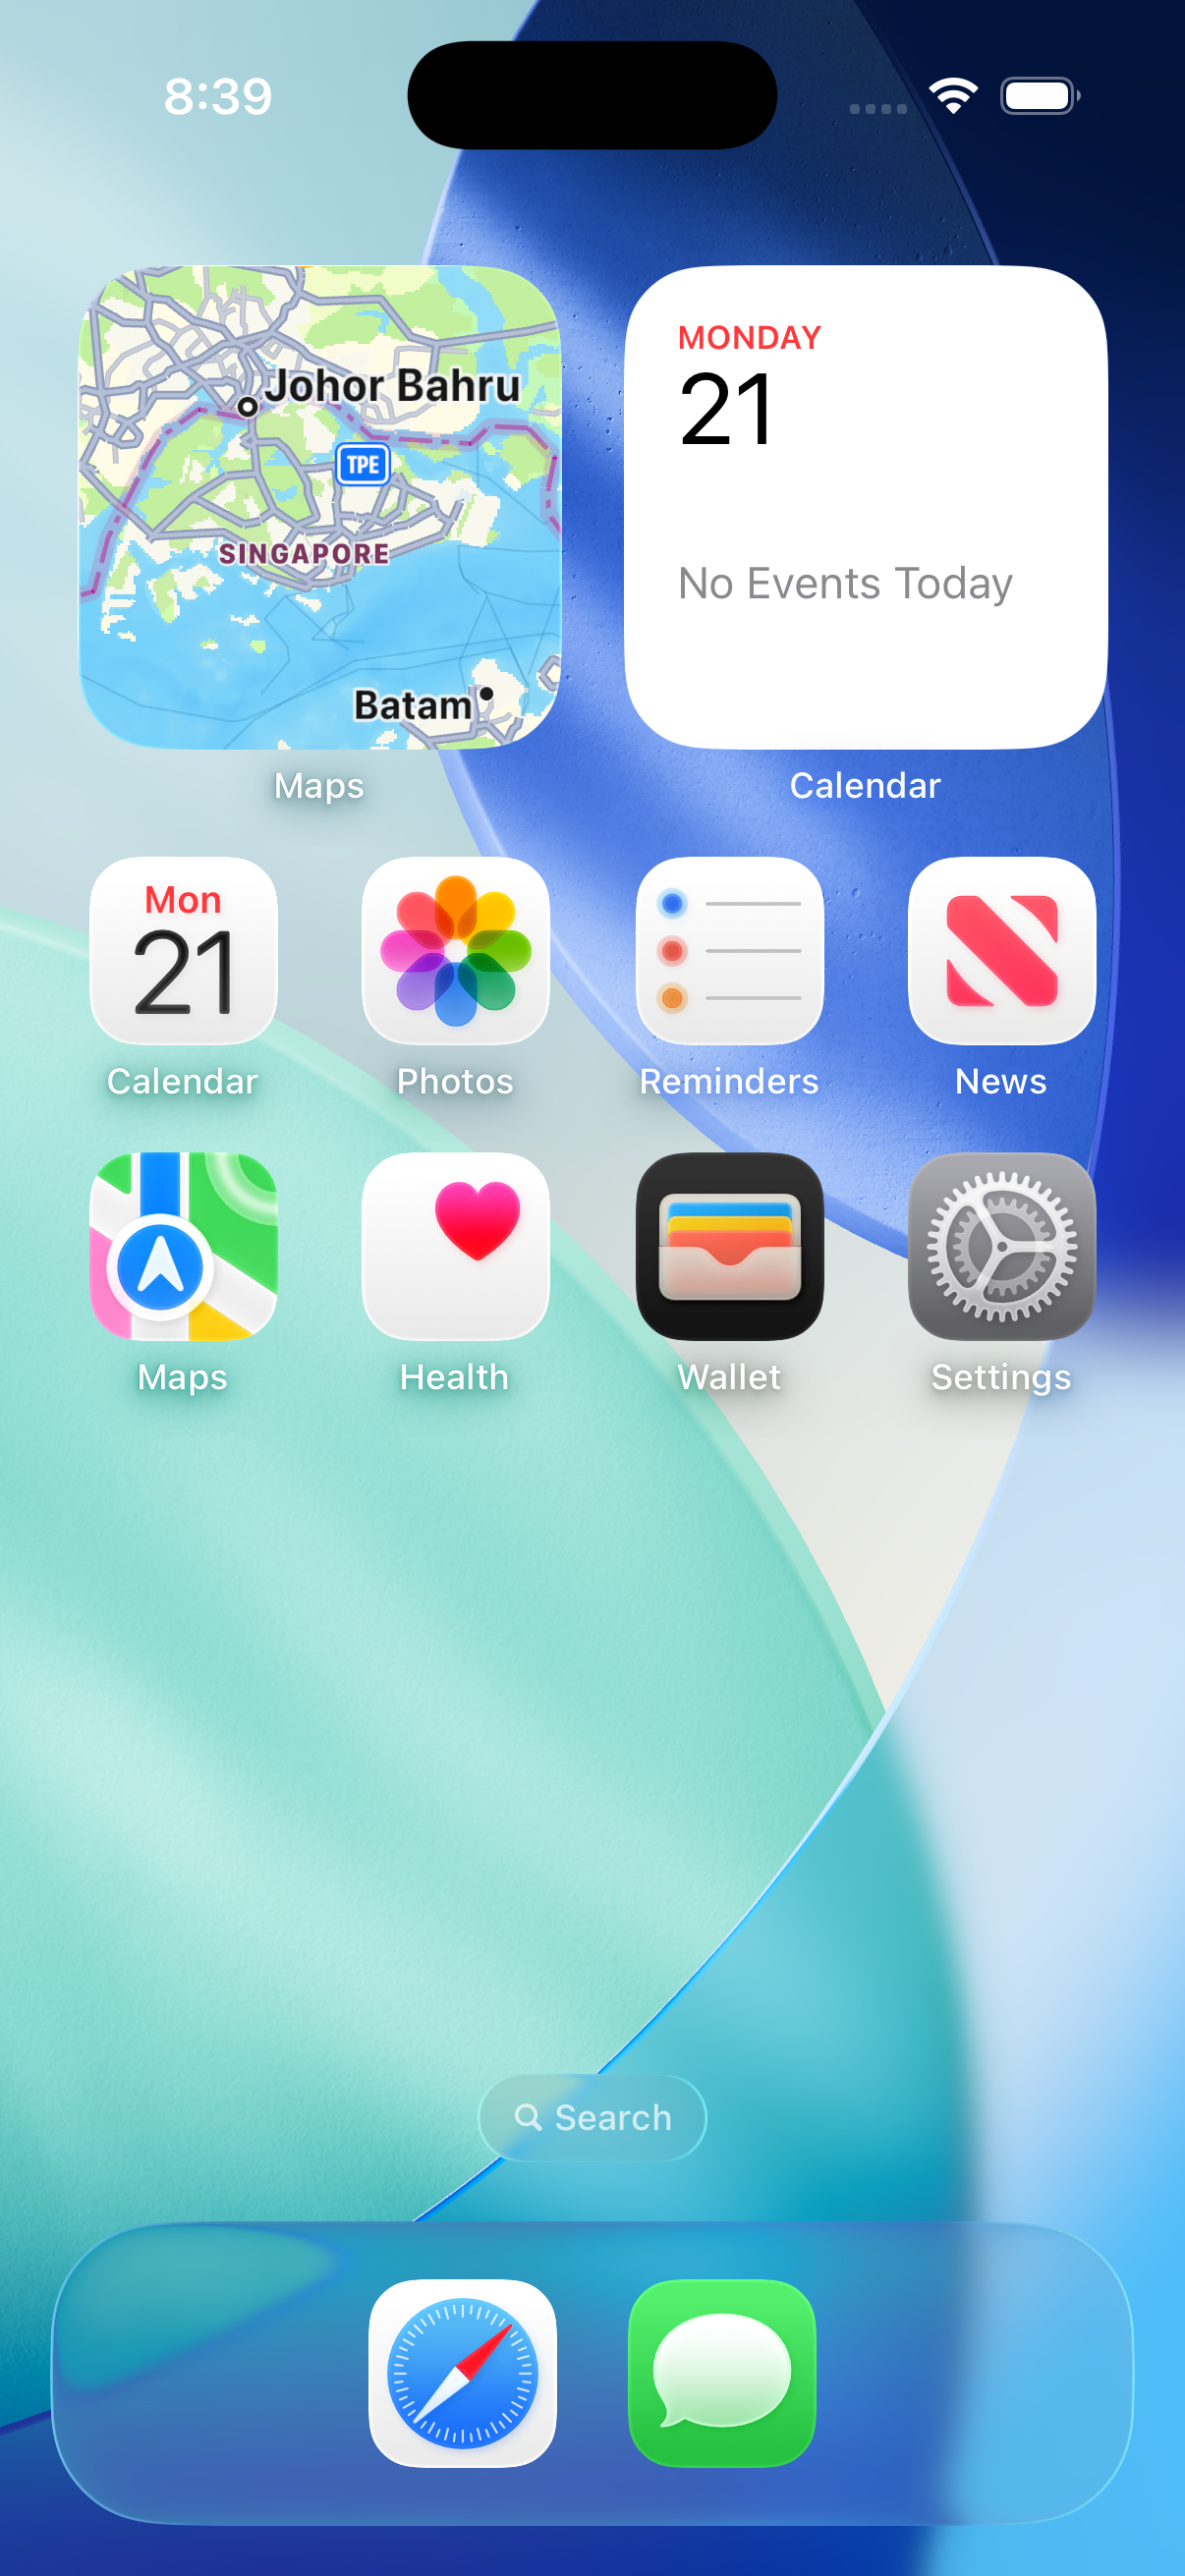 8:39
Johor Bahru
TPE
SINGAPORE
Batam
Maps
MONDAY
21
No Events Today
Calendar
Mon
21
Calendar
Photos
Reminders
News
Maps
Health
Wallet
Settings
Search